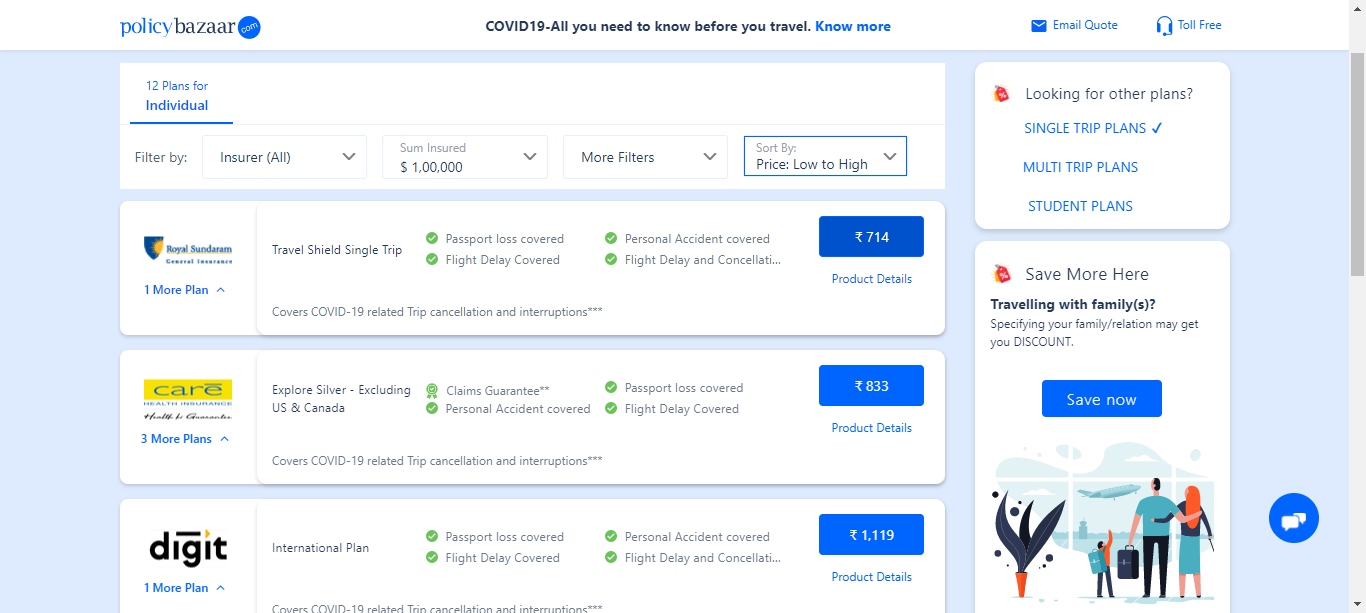 policybazaar.com
COVID19-All you need to know before you travel. Know more
Email Quote
Toll Free
12 Plans for
Individual
Filter by:
Insurer (All)
Sum Insured
$ 1,00,000
More Filters
Sort By:
Price: Low to High
Royal Sundaram
General Insurance
1 More Plan
Travel Shield Single Trip
Passport loss covered
Personal Accident covered
Flight Delay Covered
Flight Delay and Cancellati...
₹ 714
Product Details
Covers COVID-19 related Trip cancellation and interruptions***
care
HEALTH INSURANCE
3 More Plans
Explore Silver - Excluding
US & Canada
Claims Guarantee**
Passport loss covered
Personal Accident covered
Flight Delay Covered
₹ 833
Product Details
Covers COVID-19 related Trip cancellation and interruptions***
digit
1 More Plan
International Plan
Passport loss covered
Personal Accident covered
Flight Delay Covered
Flight Delay and Cancellati...
₹ 1,119
Product Details
Covers COVID-19 related Trip cancellation and interruptions***
Looking for other plans?
SINGLE TRIP PLANS ✓
MULTI TRIP PLANS
STUDENT PLANS
Save More Here
Travelling with family(s)?
Specifying your family/relation may get
you DISCOUNT.
Save now